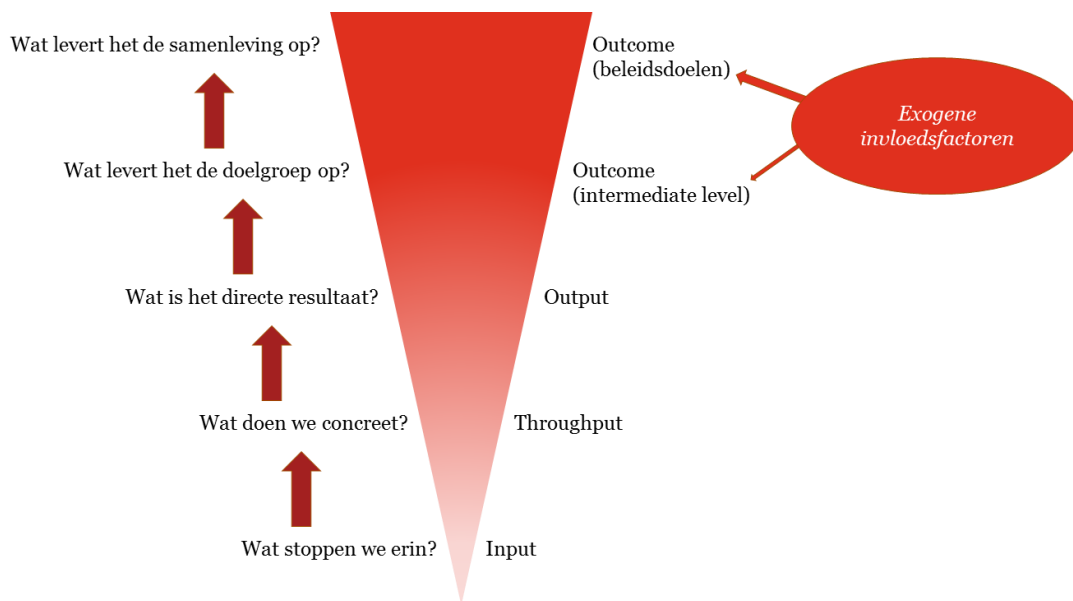 Wat levert het de samenleving op?
Outcome
(beleidsdoelen)
Exogene
invloedsfactoren
Wat levert het de doelgroep op?
Outcome
(intermediate level)
Wat is het directe resultaat?
Output
Wat doen we concreet?
Throughput
Wat stoppen we erin?
Input